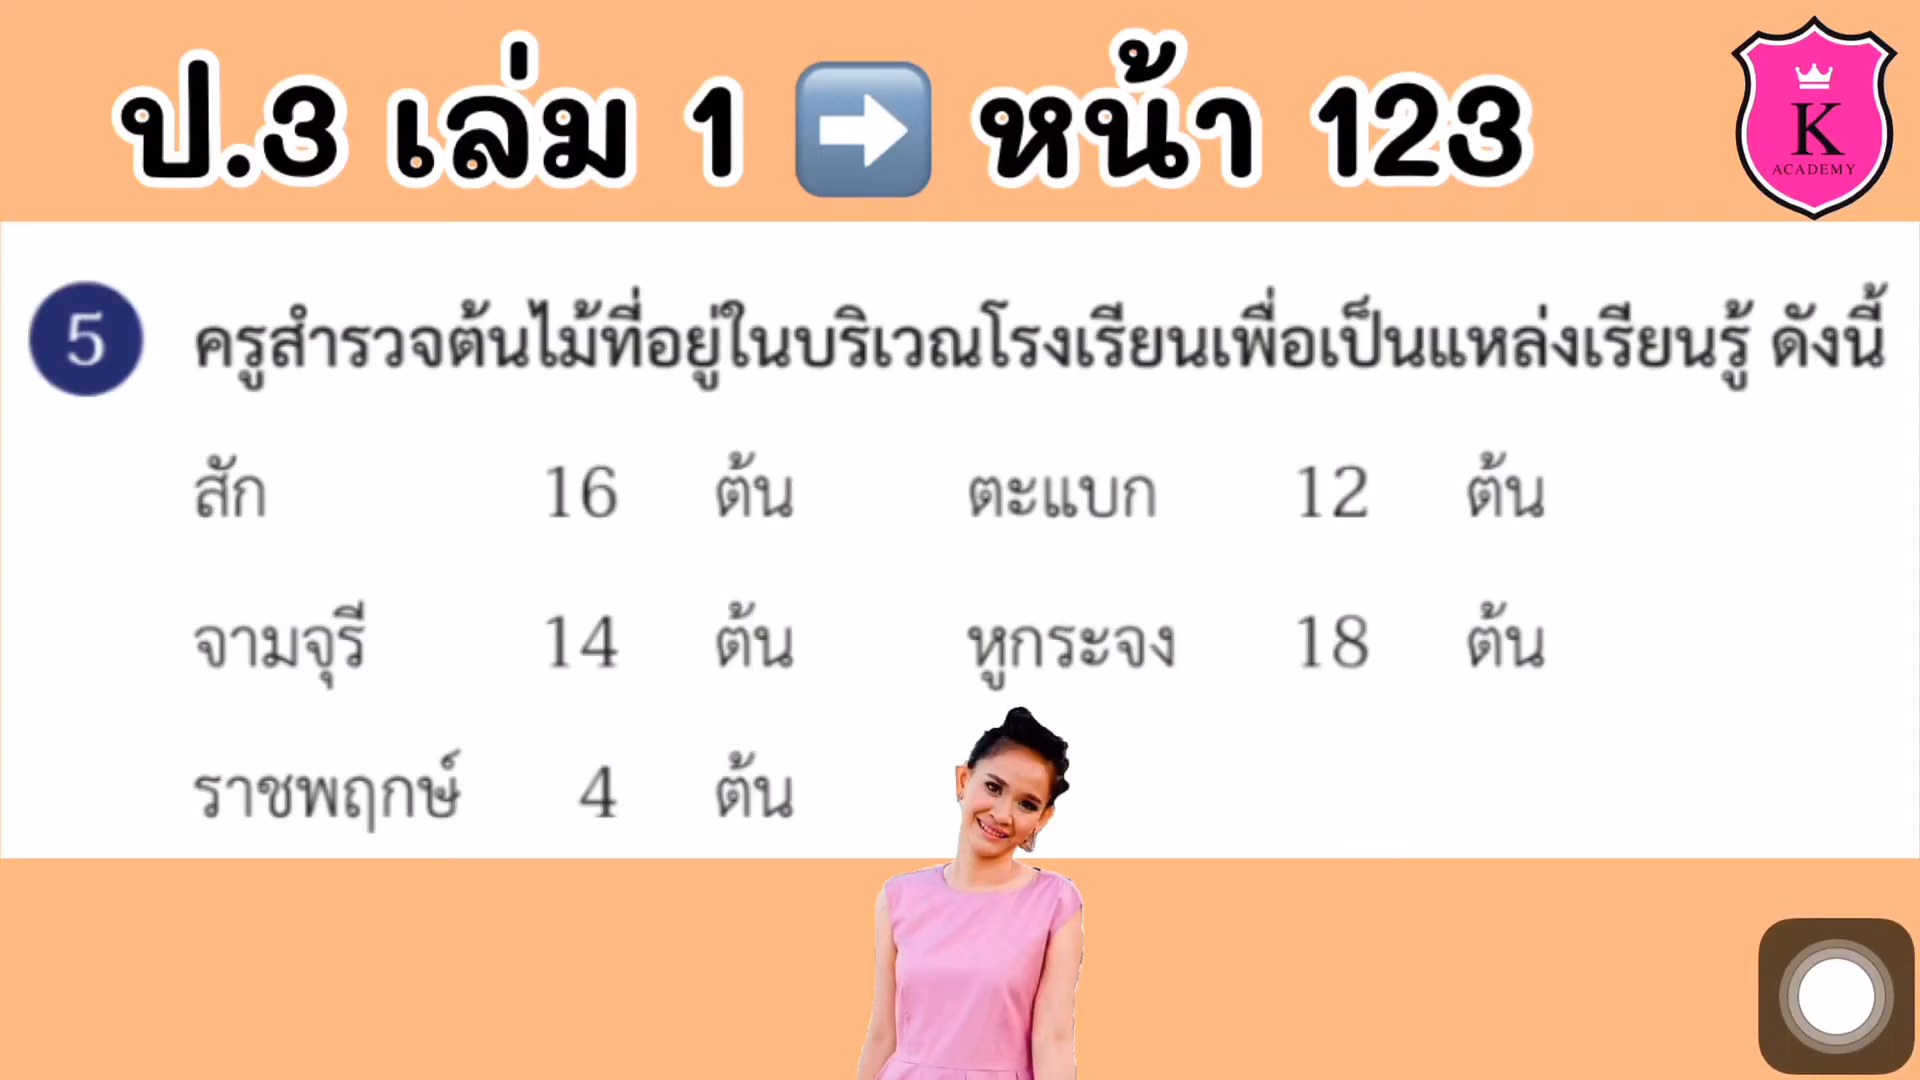 ป.3 เล่ม 1 ➡ หน้า 123
K
ACADEMY
5 ครูสำรวจต้นไม้ที่อยู่ในบริเวณโรงเรียนเพื่อเป็นแหล่งเรียนรู้ ดังนี้
สัก 16 ต้น ตะแบก 12 ต้น
จามจุรี 14 ต้น หูกระจง 18 ต้น
ราชพฤกษ์ 4 ต้น